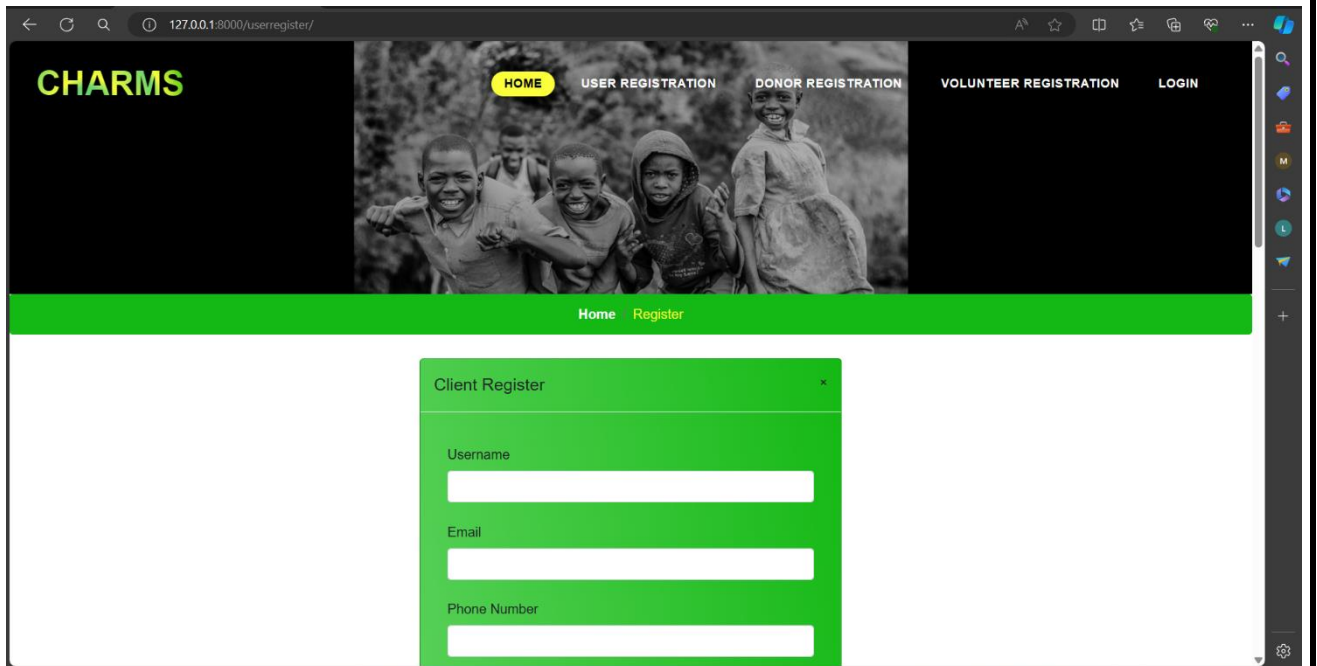 127.0.0.1:8000/userregister/
CHARMS
HOME USER REGISTRATION DONOR REGISTRATION VOLUNTEER REGISTRATION LOGIN
Home Register
Client Register ×
Username
Email
Phone Number
M
L